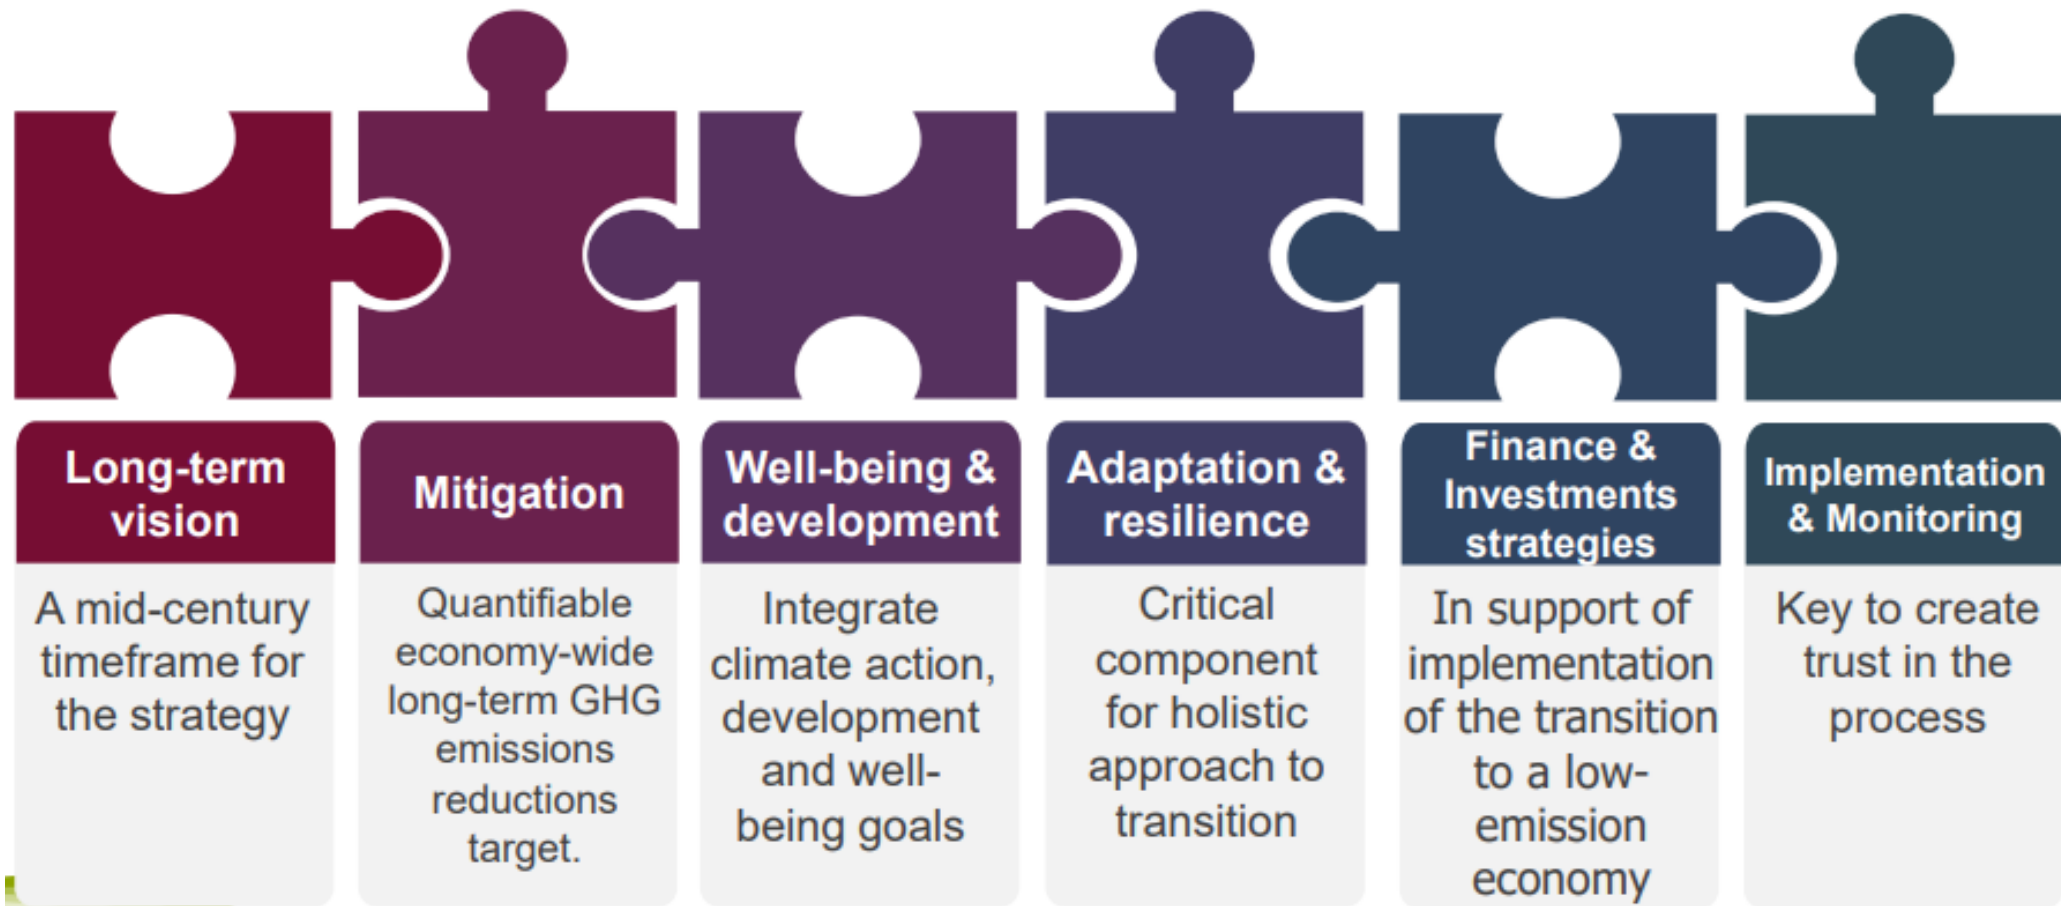 Long-term
vision
A mid-century
timeframe for
the strategy
Mitigation
Quantifiable
economy-wide
long-term GHG
emissions
reductions
target.
Well-being &
development
Integrate
climate action,
development
and well-
being goals
Adaptation &
resilience
Critical
component
for holistic
approach to
transition
Finance &
Investments
strategies
In support of
implementation
of the transition
to a low-
emission
economy
Implementation
& Monitoring
Key to create
trust in the
process